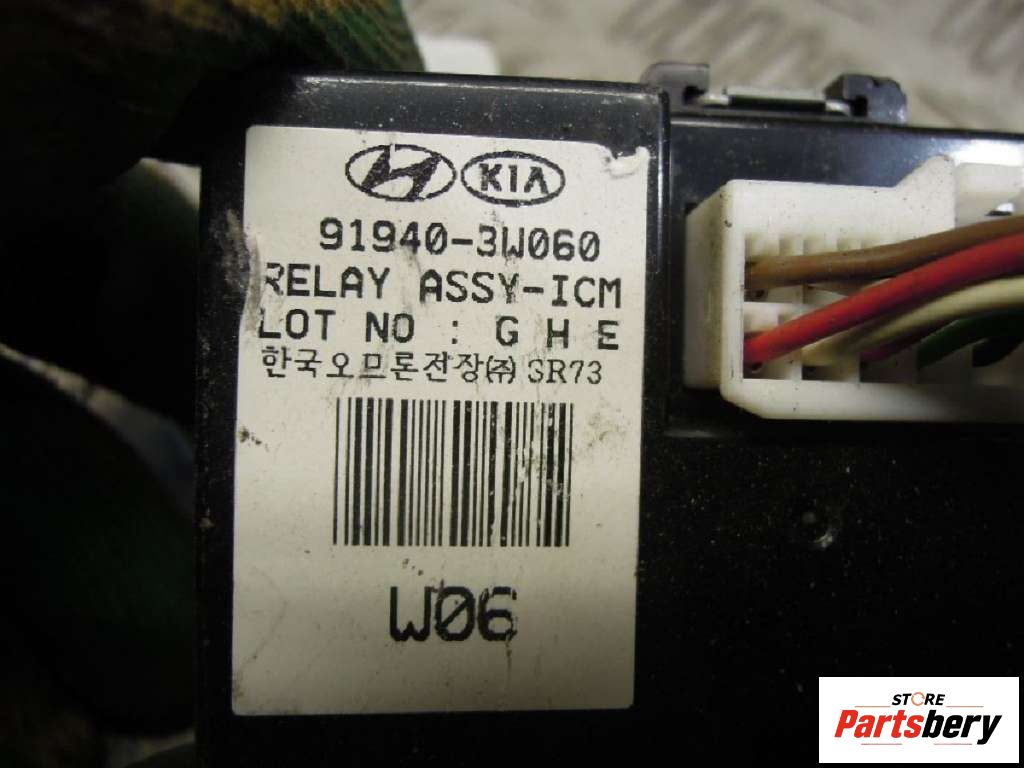 KIA
91940-3W060
RELAY ASSY-ICM
LOT NO : G H E
한국오므론전장㈜ SR73
W06
STORE
Partsbery